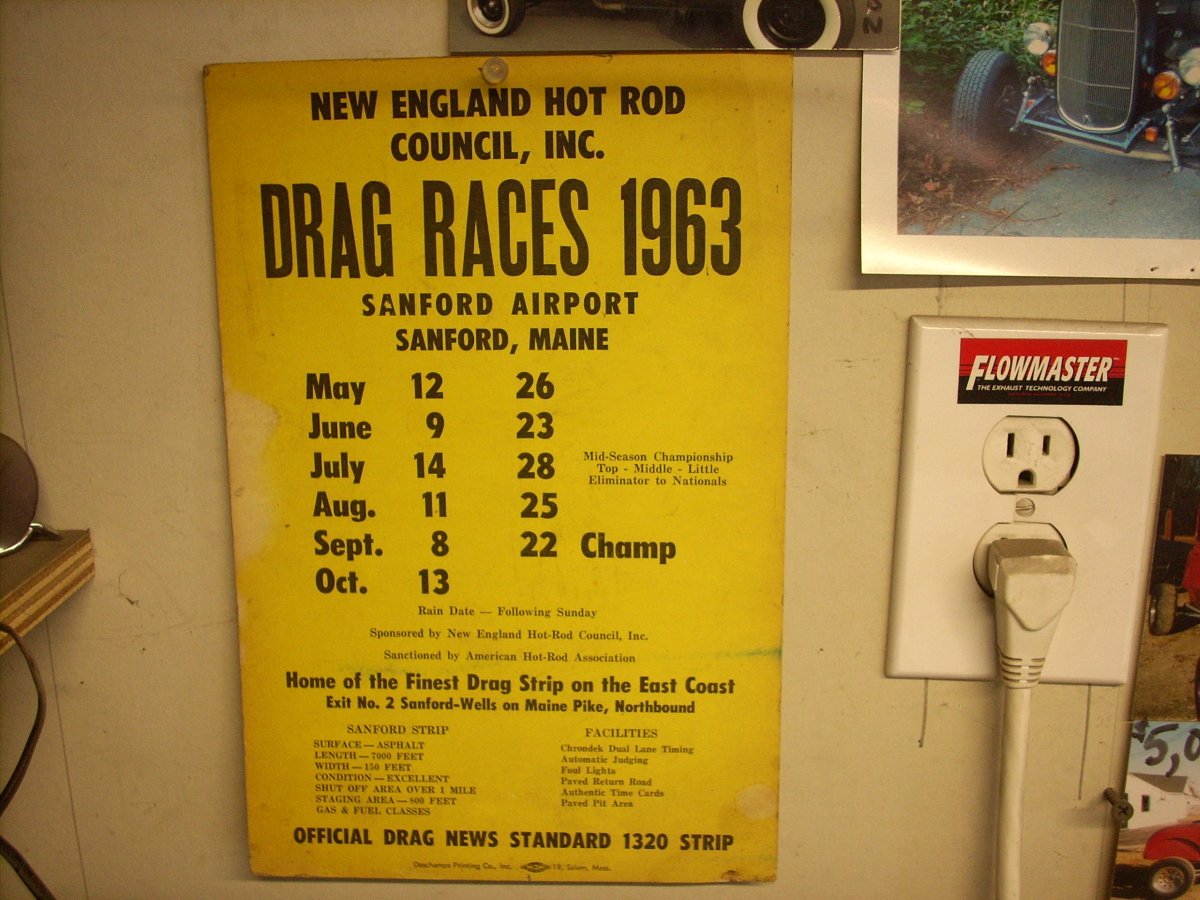 NEW ENGLAND HOT ROD
COUNCIL, INC.
DRAG RACES 1963
SANFORD AIRPORT
SANFORD, MAINE
May 12 26
June 9 23
July 14 28 Mid-Season Championship
Top - Middle - Little
Eliminator to Nationals
Aug. 11 25
Sept. 8 22 Champ
Oct. 13
Rain Date — Following Sunday
Sponsored by New England Hot-Rod Council, Inc.
Sanctioned by American Hot-Rod Association
Home of the Finest Drag Strip on the East Coast
Exit No. 2 Sanford-Wells on Maine Pike, Northbound
SANFORD STRIP
SURFACE — ASPHALT
LENGTH — 7000 FEET
WIDTH — 150 FEET
CONDITION — EXCELLENT
SHUT OFF AREA OVER 1 MILE
STAGING AREA — 800 FEET
GAS & FUEL CLASSES
FACILITIES
Chrondek Dual Lane Timing
Automatic Judging
Foul Lights
Paved Return Road
Authentic Time Cards
Paved Pit Area
OFFICIAL DRAG NEWS STANDARD 1320 STRIP
Deschamps Printing Co., Inc. 19, Salem, Mass.
FLOWMASTER
THE EXHAUST TECHNOLOGY COMPANY
$5,0